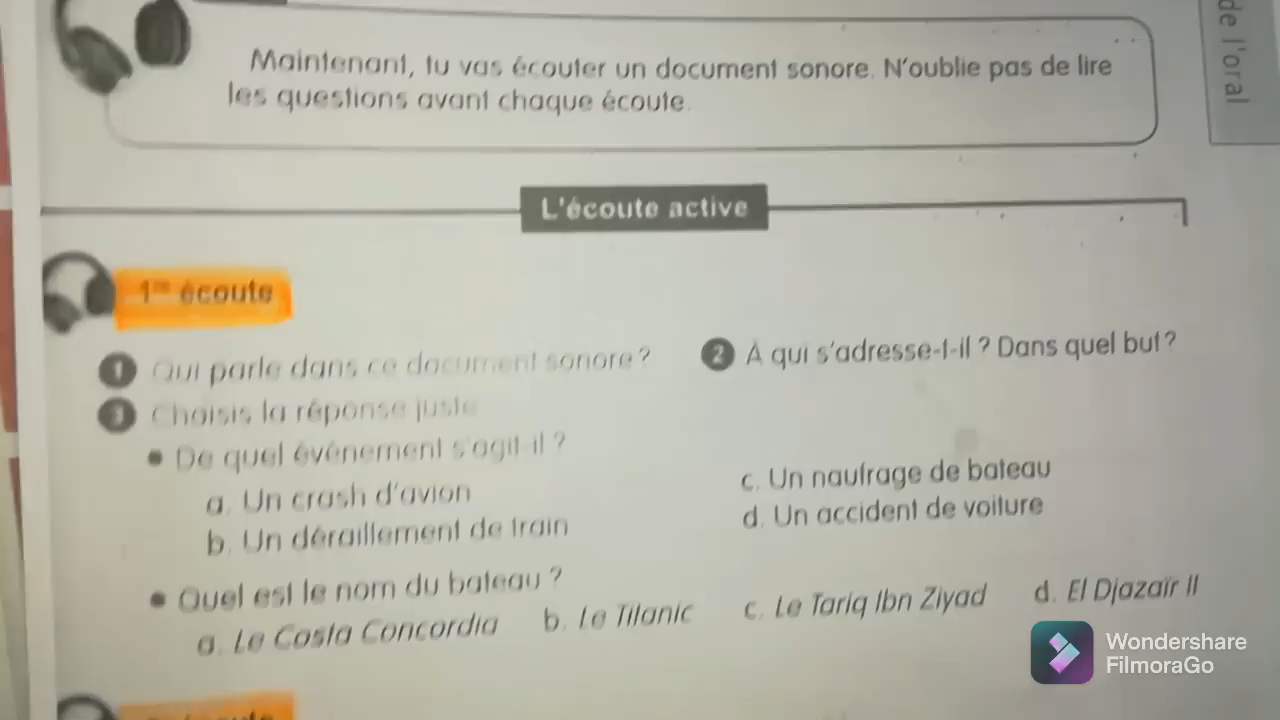 de l'oral
Maintenant, tu vas écouter un document sonore. N'oublie pas de lire
les questions avant chaque écoute.
L'écoute active
1re écoute
1 Qui parle dans ce document sonore ?
2 À qui s'adresse-t-il ? Dans quel but ?
3 Choisis la réponse juste
• De quel événement s'agit-il ?
a. Un crash d'avion
b. Un déraillement de train
c. Un naufrage de bateau
d. Un accident de voiture
• Quel est le nom du bateau ?
a. Le Costa Concordia b. Le Titanic c. Le Tariq Ibn Ziyad d. El Djazaïr II
Wondershare
FilmoraGo